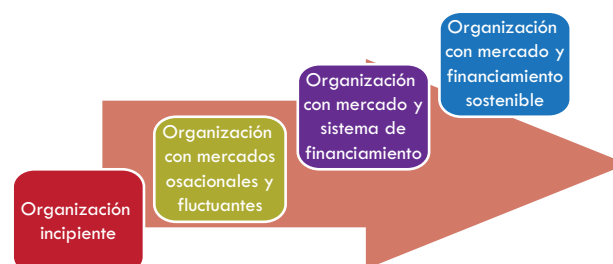 Organización
incipiente
Organización
con mercados
osacionales y
fluctuantes
Organización
con mercado y
sistema de
financiamiento
Organización
con mercado y
financiamiento
sostenible